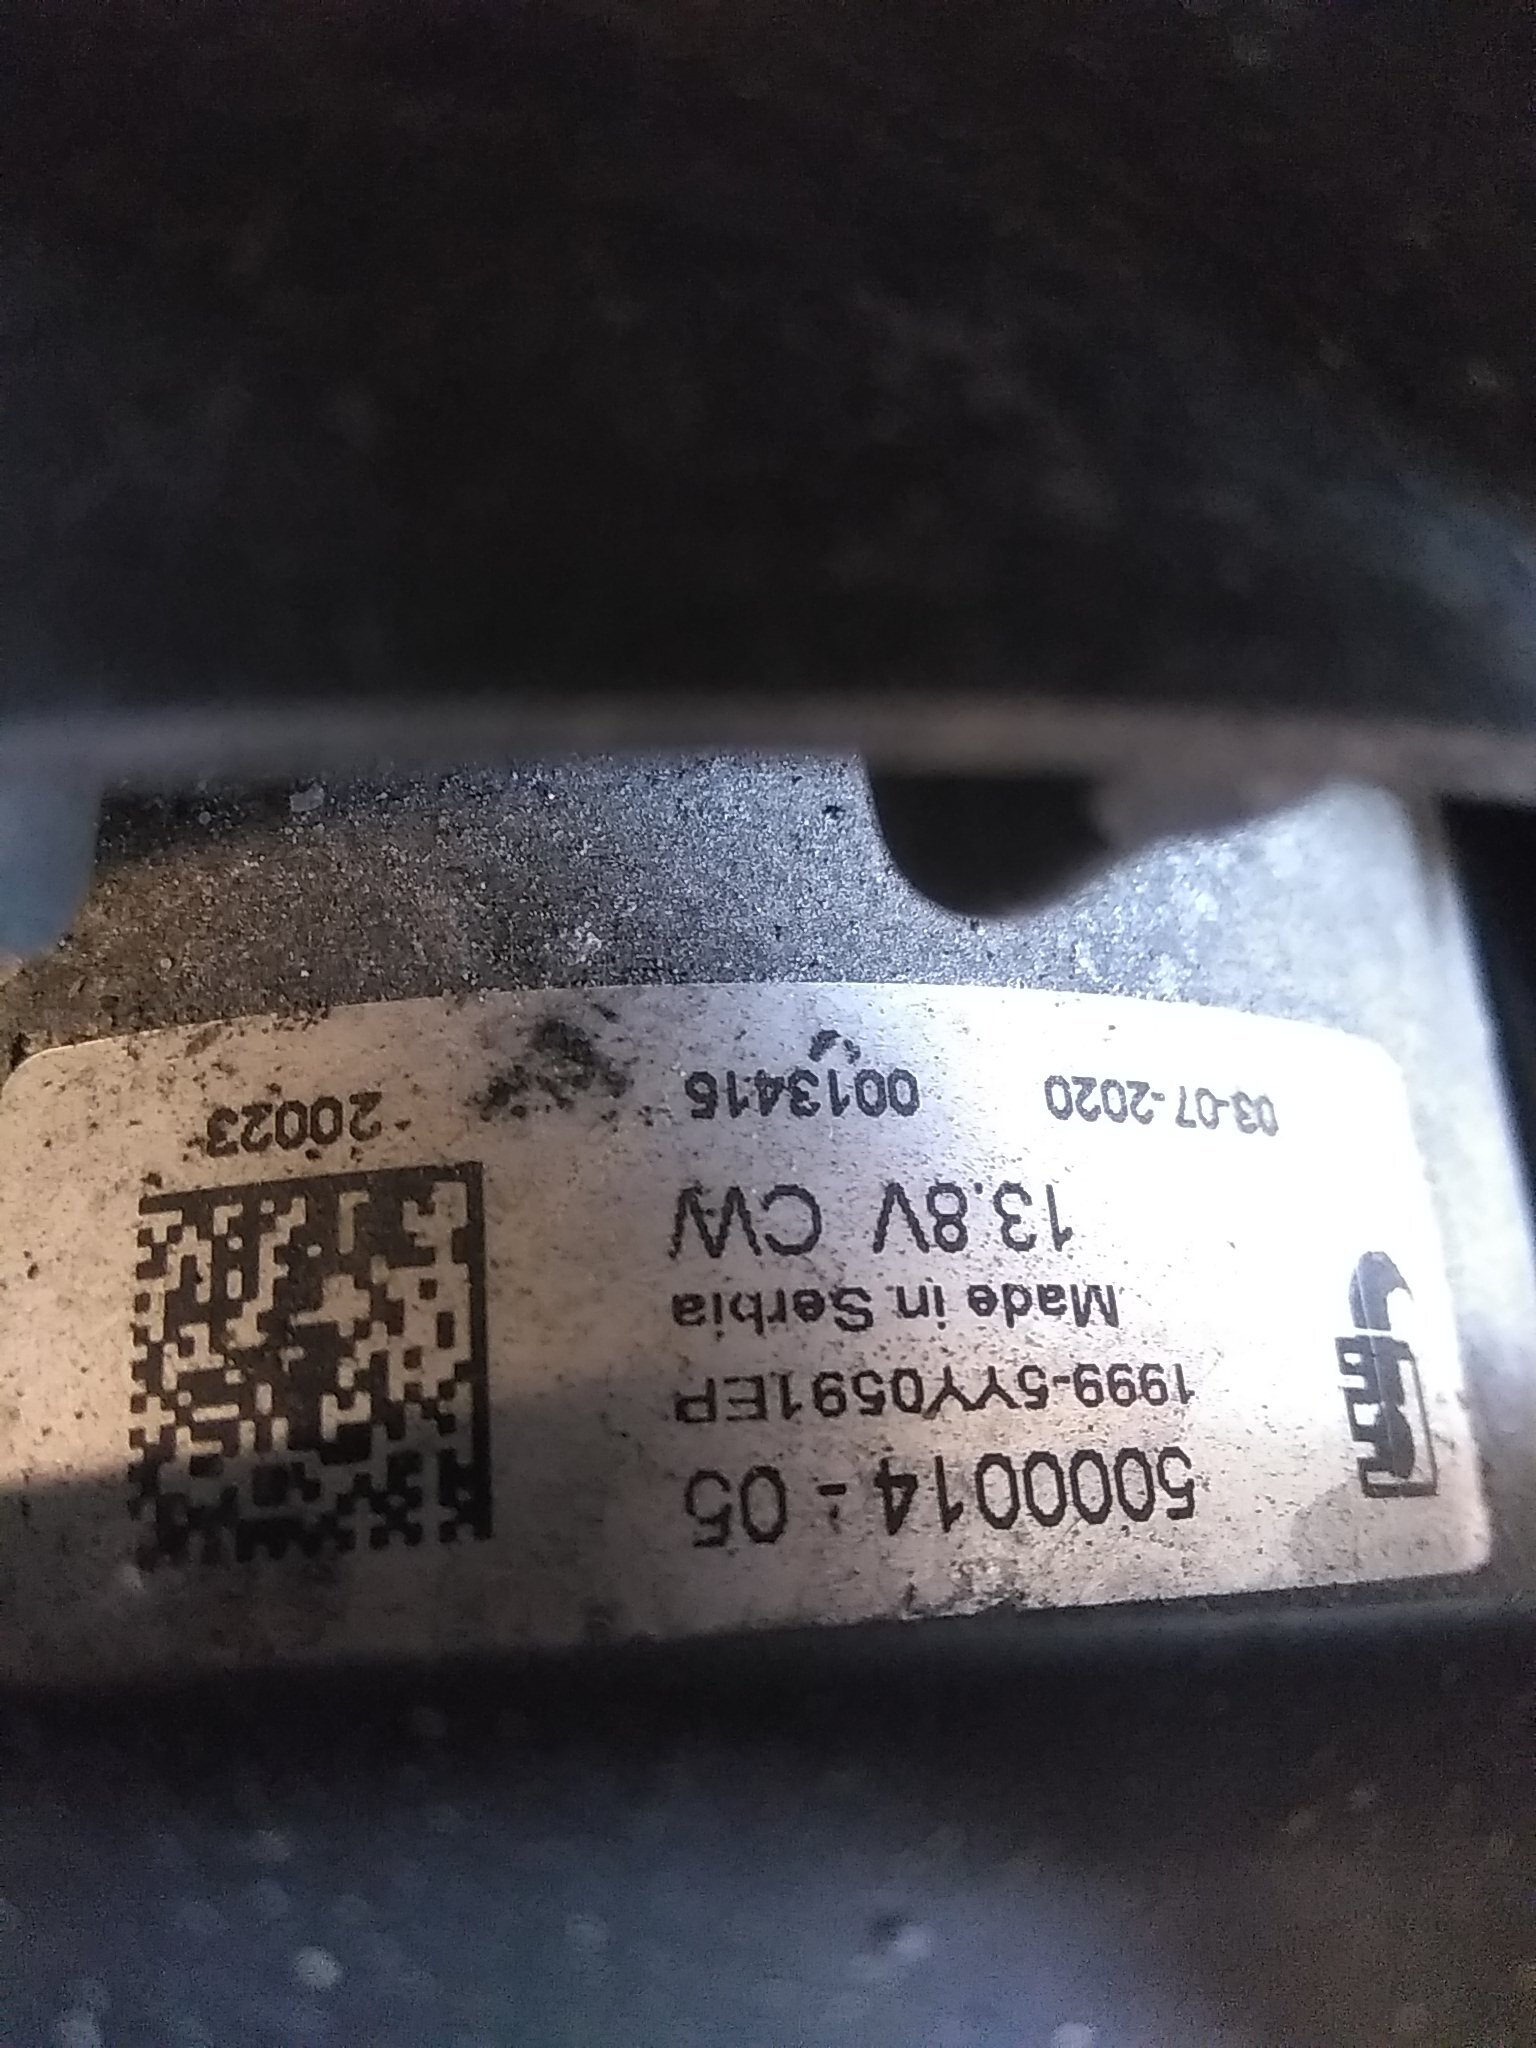 5000014 - 05
1999-5YY0591EP
Made in Serbia
13.8V CW
03-07-2020 0013415 20023